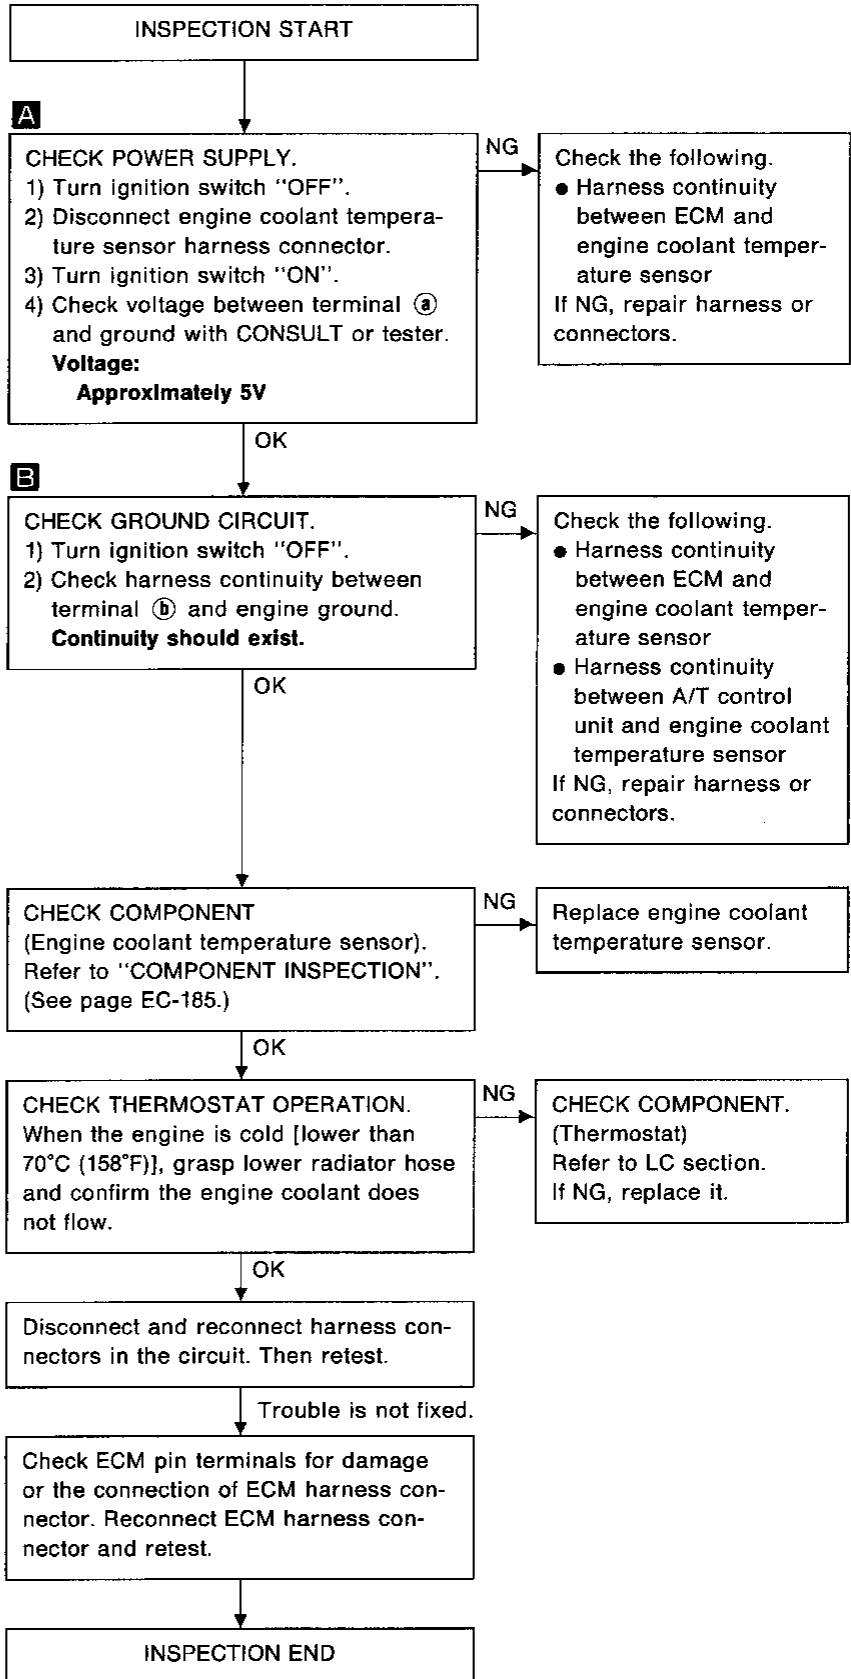 INSPECTION START
A
CHECK POWER SUPPLY.
1) Turn ignition switch "OFF".
2) Disconnect engine coolant tempera-
ture sensor harness connector.
3) Turn ignition switch "ON".
4) Check voltage between terminal ⓐ
and ground with CONSULT or tester.
Voltage:
Approximately 5V
NG
Check the following.
● Harness continuity
between ECM and
engine coolant temper-
ature sensor
If NG, repair harness or
connectors.
OK
B
CHECK GROUND CIRCUIT.
1) Turn ignition switch "OFF".
2) Check harness continuity between
terminal ⓑ and engine ground.
Continuity should exist.
NG
Check the following.
● Harness continuity
between ECM and
engine coolant temper-
ature sensor
● Harness continuity
between A/T control
unit and engine coolant
temperature sensor
If NG, repair harness or
connectors.
OK
CHECK COMPONENT
(Engine coolant temperature sensor).
Refer to "COMPONENT INSPECTION".
(See page EC-185.)
NG
Replace engine coolant
temperature sensor.
OK
CHECK THERMOSTAT OPERATION.
When the engine is cold [lower than
70°C (158°F)], grasp lower radiator hose
and confirm the engine coolant does
not flow.
NG
CHECK COMPONENT.
(Thermostat)
Refer to LC section.
If NG, replace it.
OK
Disconnect and reconnect harness con-
nectors in the circuit. Then retest.
Trouble is not fixed.
Check ECM pin terminals for damage
or the connection of ECM harness con-
nector. Reconnect ECM harness con-
nector and retest.
INSPECTION END